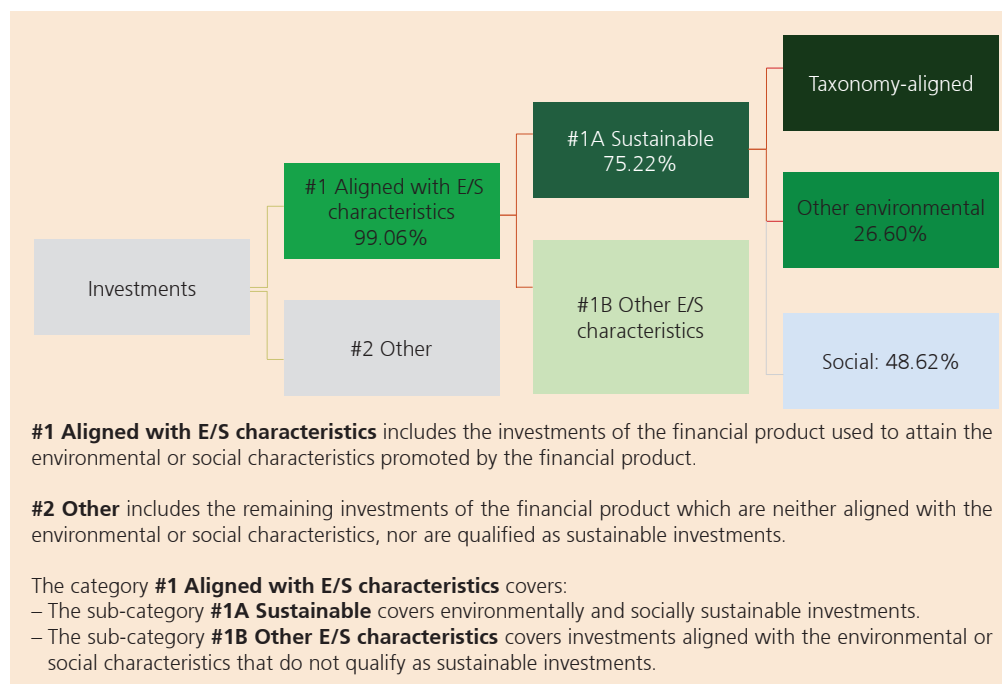 Investments
#1 Aligned with E/S
characteristics
99.06%
#2 Other
#1A Sustainable
75.22%
#1B Other E/S
characteristics
Taxonomy-aligned
Other environmental
26.60%
Social: 48.62%
#1 Aligned with E/S characteristics includes the investments of the financial product used to attain the
environmental or social characteristics promoted by the financial product.
#2 Other includes the remaining investments of the financial product which are neither aligned with the
environmental or social characteristics, nor are qualified as sustainable investments.
The category #1 Aligned with E/S characteristics covers:
– The sub-category #1A Sustainable covers environmentally and socially sustainable investments.
– The sub-category #1B Other E/S characteristics covers investments aligned with the environmental or
social characteristics that do not qualify as sustainable investments.